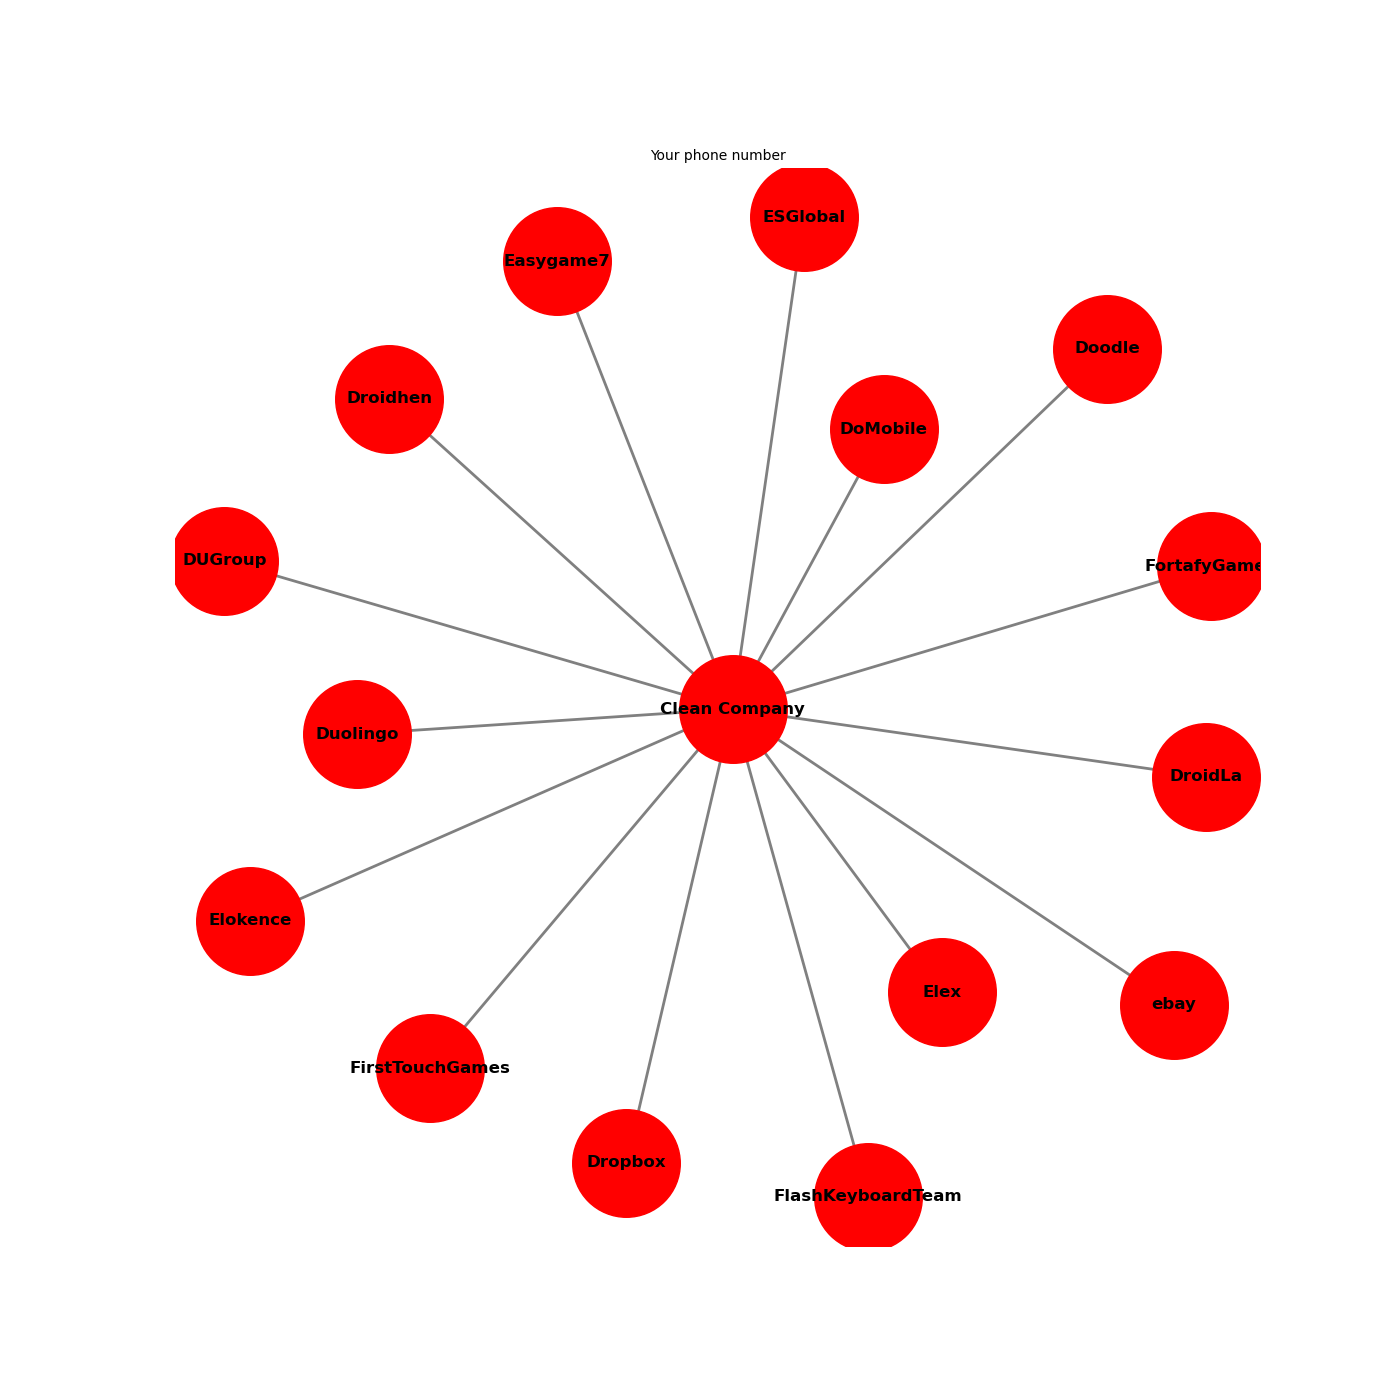 Your phone number
ESGlobal
Easygame7
Doodle
Droidhen
DoMobile
DUGroup
FortafyGame
Clean Company
Duolingo
DroidLa
Elokence
Elex
ebay
FirstTouchGames
Dropbox
FlashKeyboardTeam